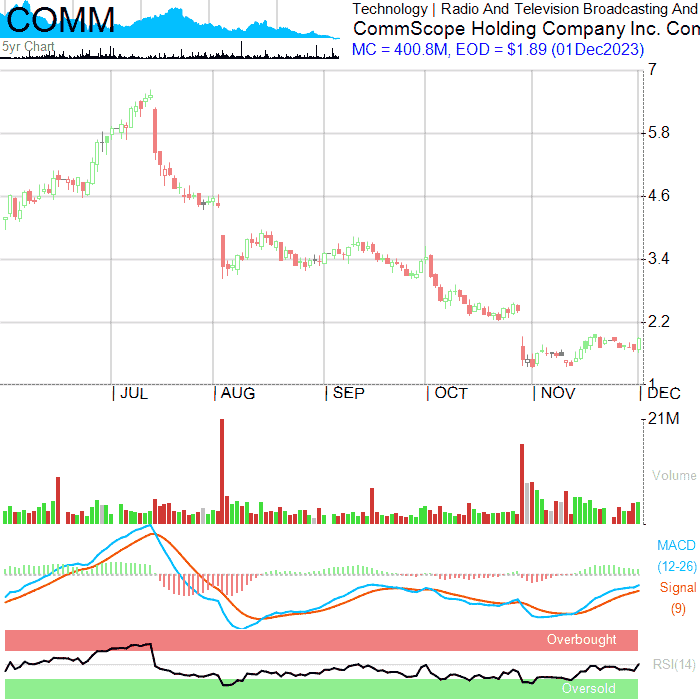 COMM
5yr Chart
Technology | Radio And Television Broadcasting And
CommScope Holding Company Inc. Com
MC = 400.8M, EOD = $1.89 (01Dec2023)
7
5.8
4.6
3.4
2.2
1
| JUL | AUG | SEP | OCT | NOV | DEC
21M
Volume
MACD
(12-26)
Signal
(9)
Overbought
RSI(14)
Oversold